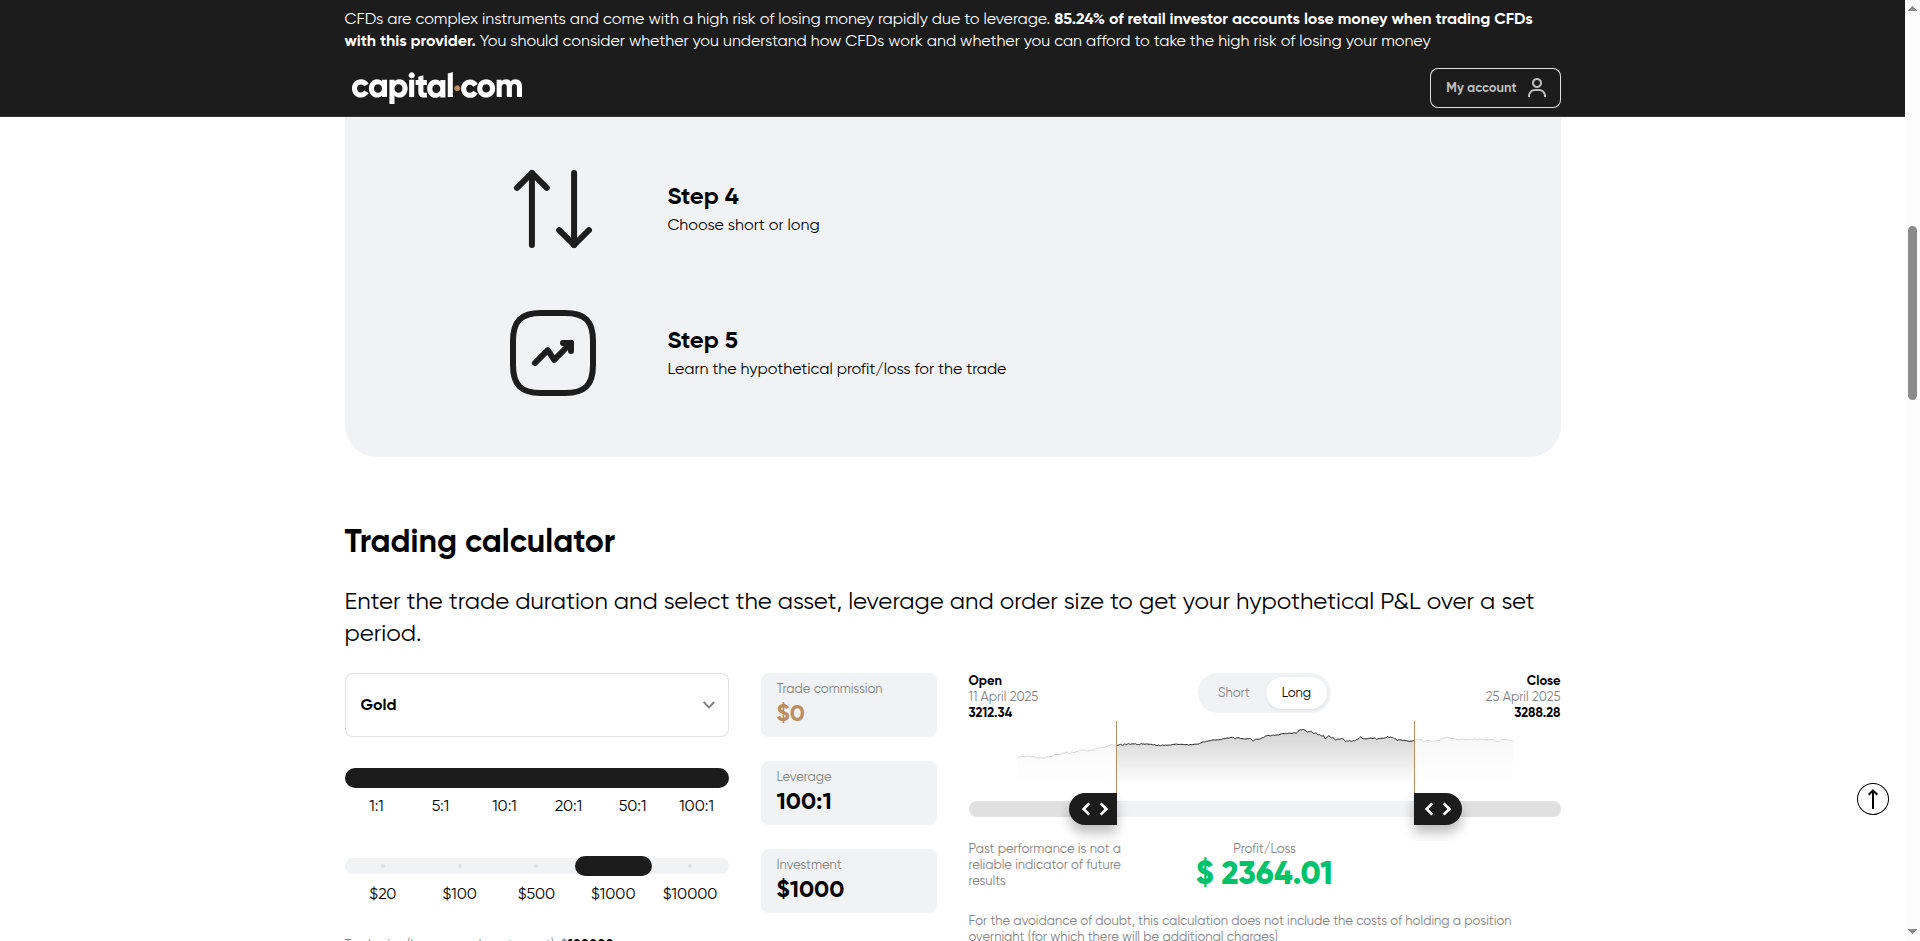 CFDs are complex instruments and come with a high risk of losing money rapidly due to leverage. 85.24% of retail investor accounts lose money when trading CFDs
with this provider. You should consider whether you understand how CFDs work and whether you can afford to take the high risk of losing your money
capital.com
My account
Step 4
Choose short or long
Step 5
Learn the hypothetical profit/loss for the trade
Trading calculator
Enter the trade duration and select the asset, leverage and order size to get your hypothetical P&L over a set
period.
Gold
1:1 5:1 10:1 20:1 50:1 100:1
$20 $100 $500 $1000 $10000
Trade commission
$0
Leverage
100:1
Investment
$1000
Open
11 April 2025
3212.34
Short Long
Close
25 April 2025
3288.28
Past performance is not a
reliable indicator of future
results
Profit/Loss
$ 2364.01
For the avoidance of doubt, this calculation does not include the costs of holding a position
overnight (for which there will be additional charges)